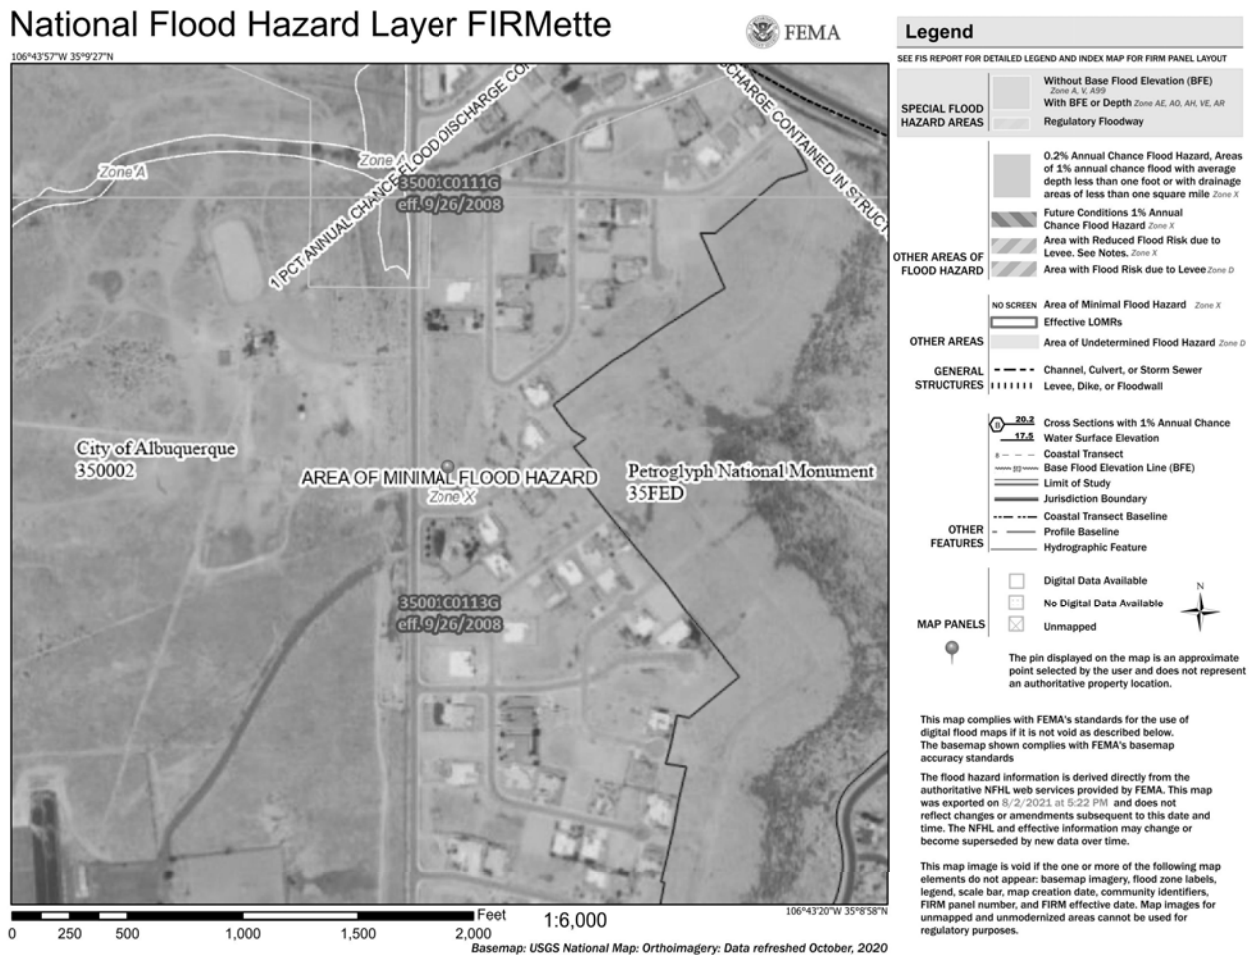 National Flood Hazard Layer FIRMette
FEMA
106°43'57"W 35°9'27"N
1 PCT ANNUAL CHANCE FLOOD DISCHARGE CO
SCHARGE CONTAINED IN STRUCT
Zone A
Zone A
35001C0111G
eff. 9/26/2008
City of Albuquerque
350002
AREA OF MINIMAL FLOOD HAZARD
Zone X
Petroglyph National Monument
35FED
35001C0113G
eff. 9/26/2008
106°43'20"W 35°8'58"N
Feet
1:6,000
0 250 500 1,000 1,500 2,000
Basemap: USGS National Map: Orthoimagery: Data refreshed October, 2020
Legend
SEE FIS REPORT FOR DETAILED LEGEND AND INDEX MAP FOR FIRM PANEL LAYOUT
SPECIAL FLOOD
HAZARD AREAS
Without Base Flood Elevation (BFE)
Zone A, V, A99
With BFE or Depth Zone AE, AO, AH, VE, AR
Regulatory Floodway
OTHER AREAS OF
FLOOD HAZARD
0.2% Annual Chance Flood Hazard, Areas
of 1% annual chance flood with average
depth less than one foot or with drainage
areas of less than one square mile Zone X
Future Conditions 1% Annual
Chance Flood Hazard Zone X
Area with Reduced Flood Risk due to
Levee. See Notes. Zone X
Area with Flood Risk due to Levee Zone D
OTHER AREAS
NO SCREEN Area of Minimal Flood Hazard Zone X
Effective LOMRs
Area of Undetermined Flood Hazard Zone D
GENERAL
STRUCTURES
Channel, Culvert, or Storm Sewer
Levee, Dike, or Floodwall
OTHER
FEATURES
B 20.2 Cross Sections with 1% Annual Chance
17.5 Water Surface Elevation
8 Coastal Transect
513 Base Flood Elevation Line (BFE)
Limit of Study
Jurisdiction Boundary
Coastal Transect Baseline
Profile Baseline
Hydrographic Feature
MAP PANELS
Digital Data Available
No Digital Data Available
Unmapped
N
The pin displayed on the map is an approximate
point selected by the user and does not represent
an authoritative property location.
This map complies with FEMA's standards for the use of
digital flood maps if it is not void as described below.
The basemap shown complies with FEMA's basemap
accuracy standards
The flood hazard information is derived directly from the
authoritative NFHL web services provided by FEMA. This map
was exported on 8/2/2021 at 5:22 PM and does not
reflect changes or amendments subsequent to this date and
time. The NFHL and effective information may change or
become superseded by new data over time.
This map image is void if the one or more of the following map
elements do not appear: basemap imagery, flood zone labels,
legend, scale bar, map creation date, community identifiers,
FIRM panel number, and FIRM effective date. Map images for
unmapped and unmodernized areas cannot be used for
regulatory purposes.